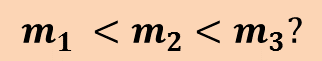 m₁ < m₂ < m₃?